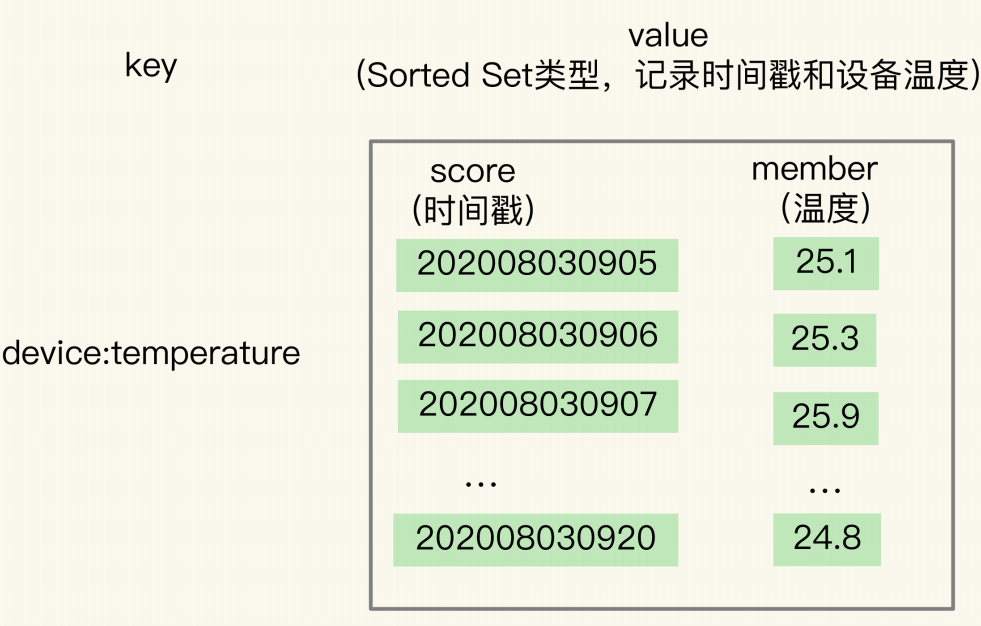 key
value
(Sorted Set类型，记录时间戳和设备温度)
score
(时间戳)
member
(温度)
202008030905
25.1
202008030906
25.3
device:temperature
202008030907
25.9
...
...
202008030920
24.8